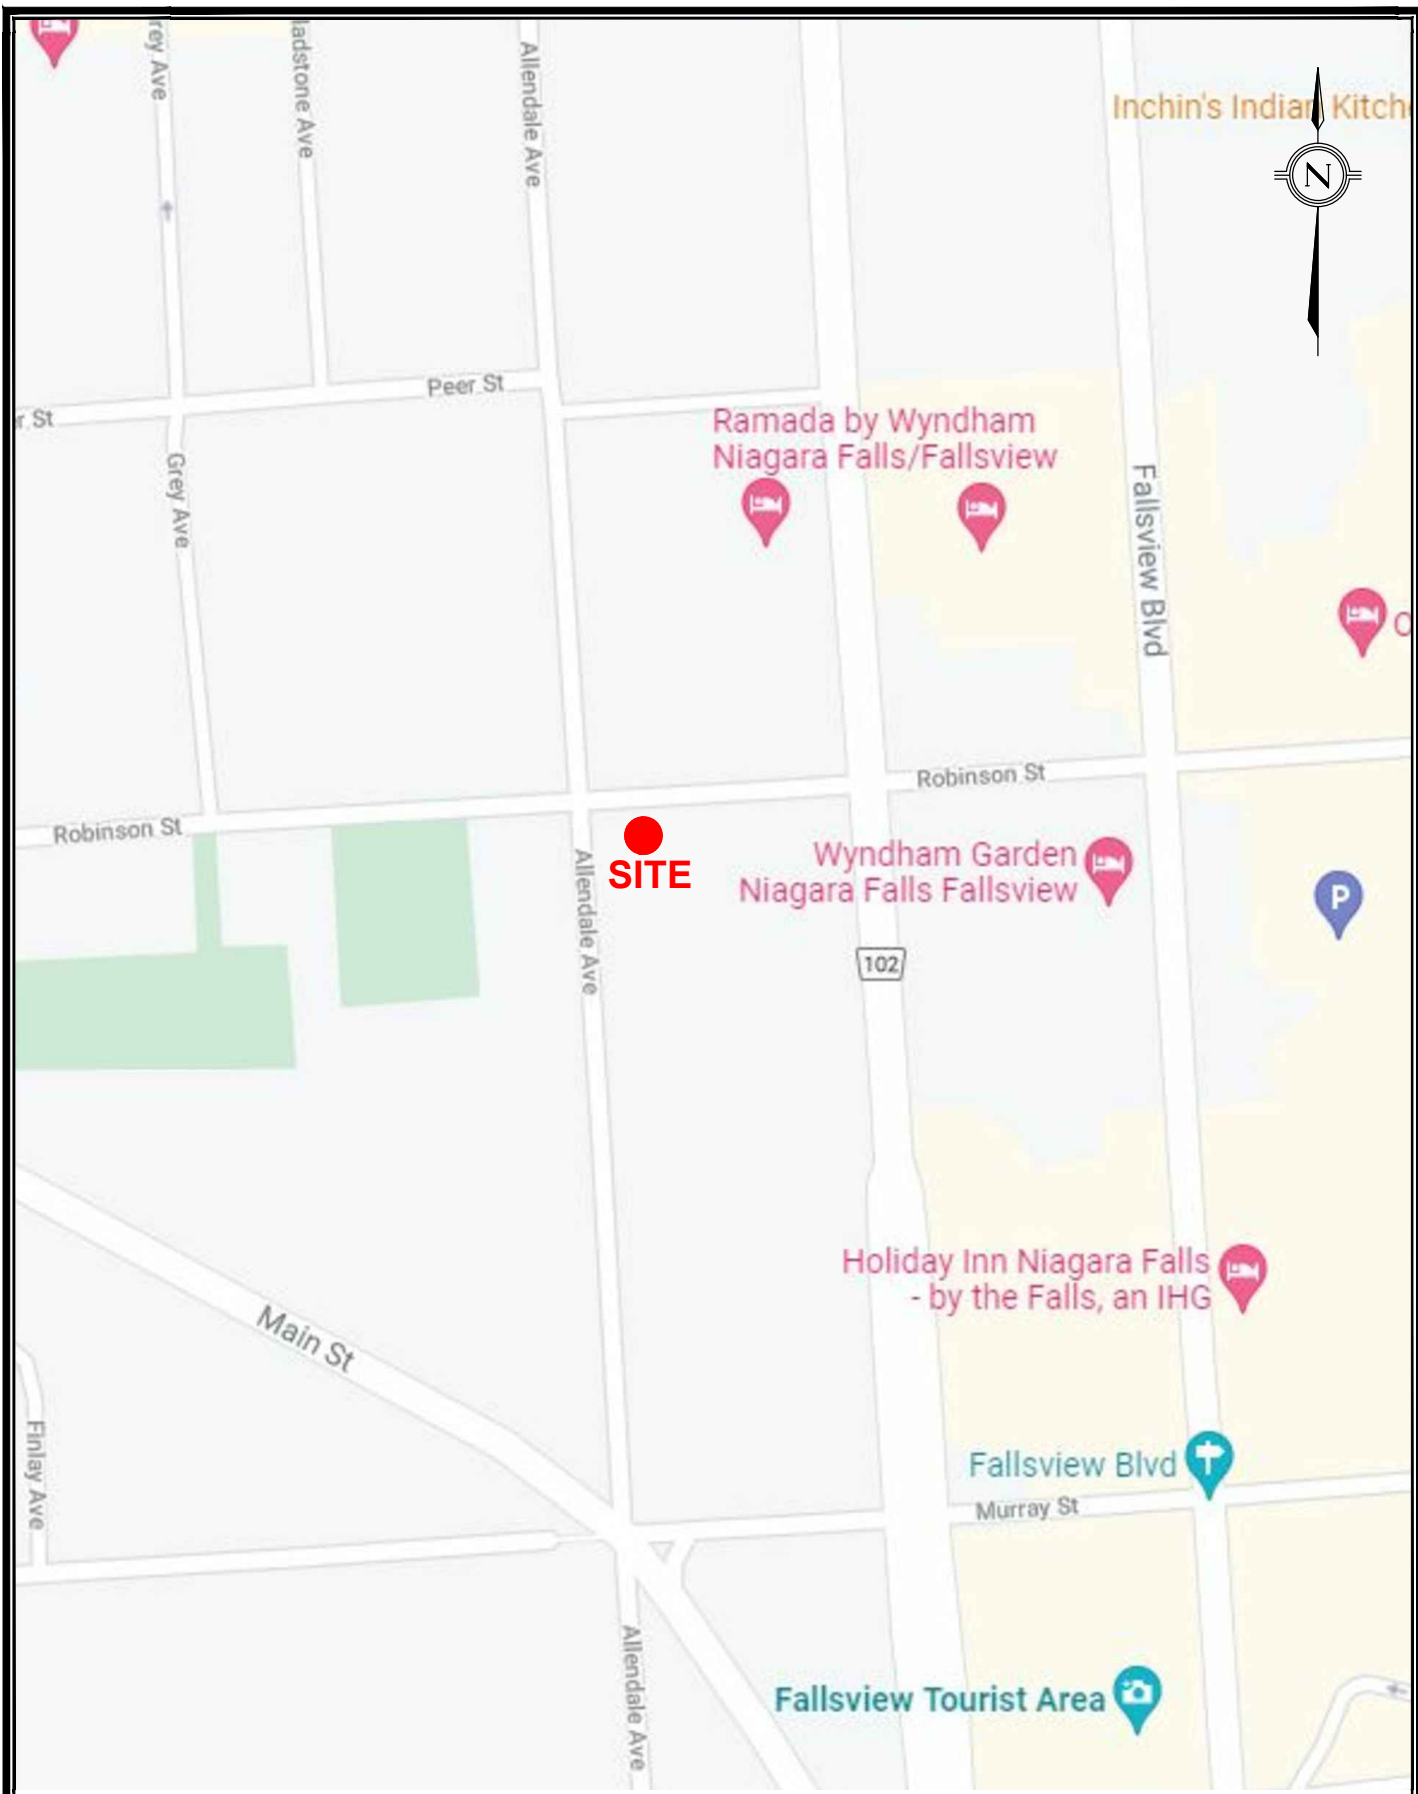 rey Ave
ladstone Ave
Allendale Ave
Inchin's Indian Kitche
N
Peer St
r St
Ramada by Wyndham
Niagara Falls/Fallsview
Grey Ave
Fallsview Blvd
O
Robinson St
Robinson St
SITE
Wyndham Garden
Niagara Falls Fallsview
P
Allendale Ave
102
Holiday Inn Niagara Falls
- by the Falls, an IHG
Main St
Finlay Ave
Fallsview Blvd
Murray St
Allendale Ave
Fallsview Tourist Area